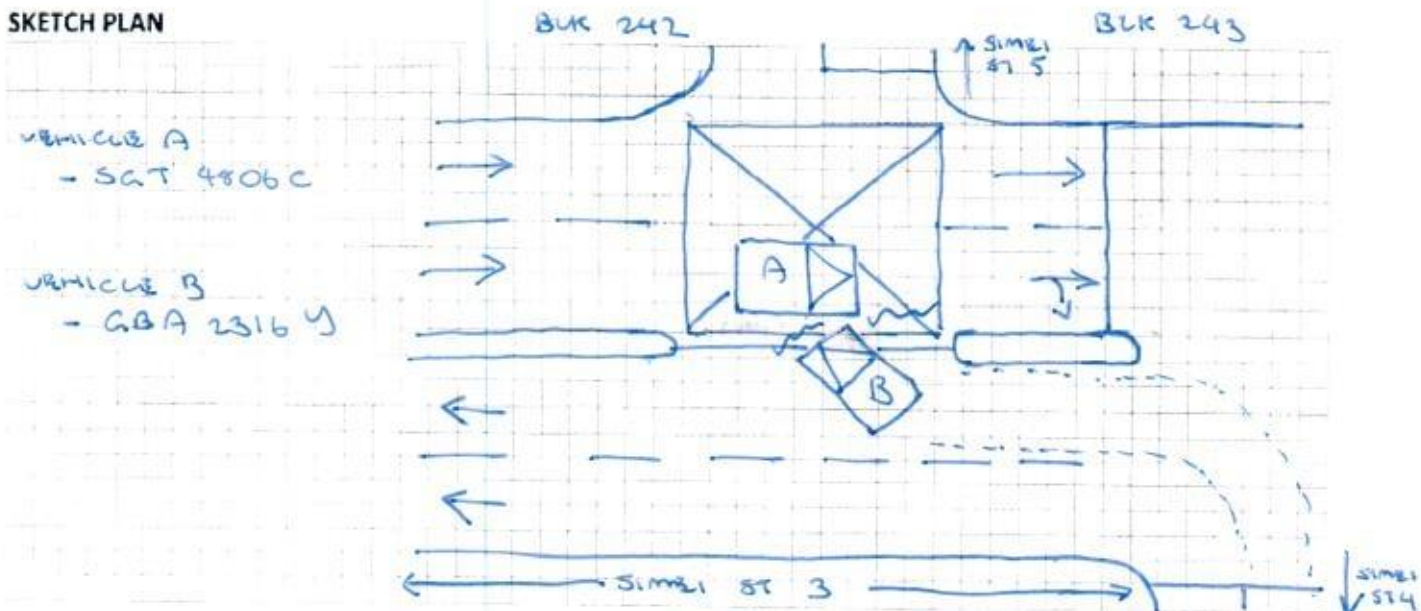 SKETCH PLAN
BLK 242
BLK 243
SIMEI
ST 5
VEHICLE A
- SGT 4806C
VEHICLE B
- GBA 2316Y
A
B
SIMEI ST 3
SIMEI
ST 4